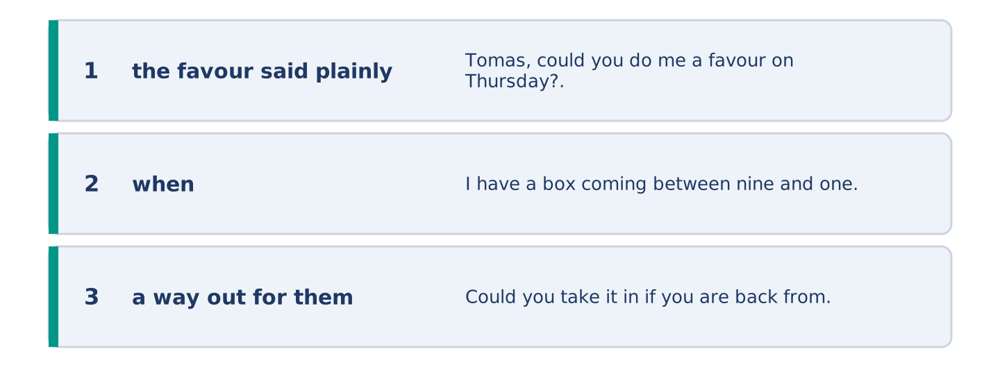 1 the favour said plainly Tomas, could you do me a favour on
Thursday?.
2 when I have a box coming between nine and one.
3 a way out for them Could you take it in if you are back from.